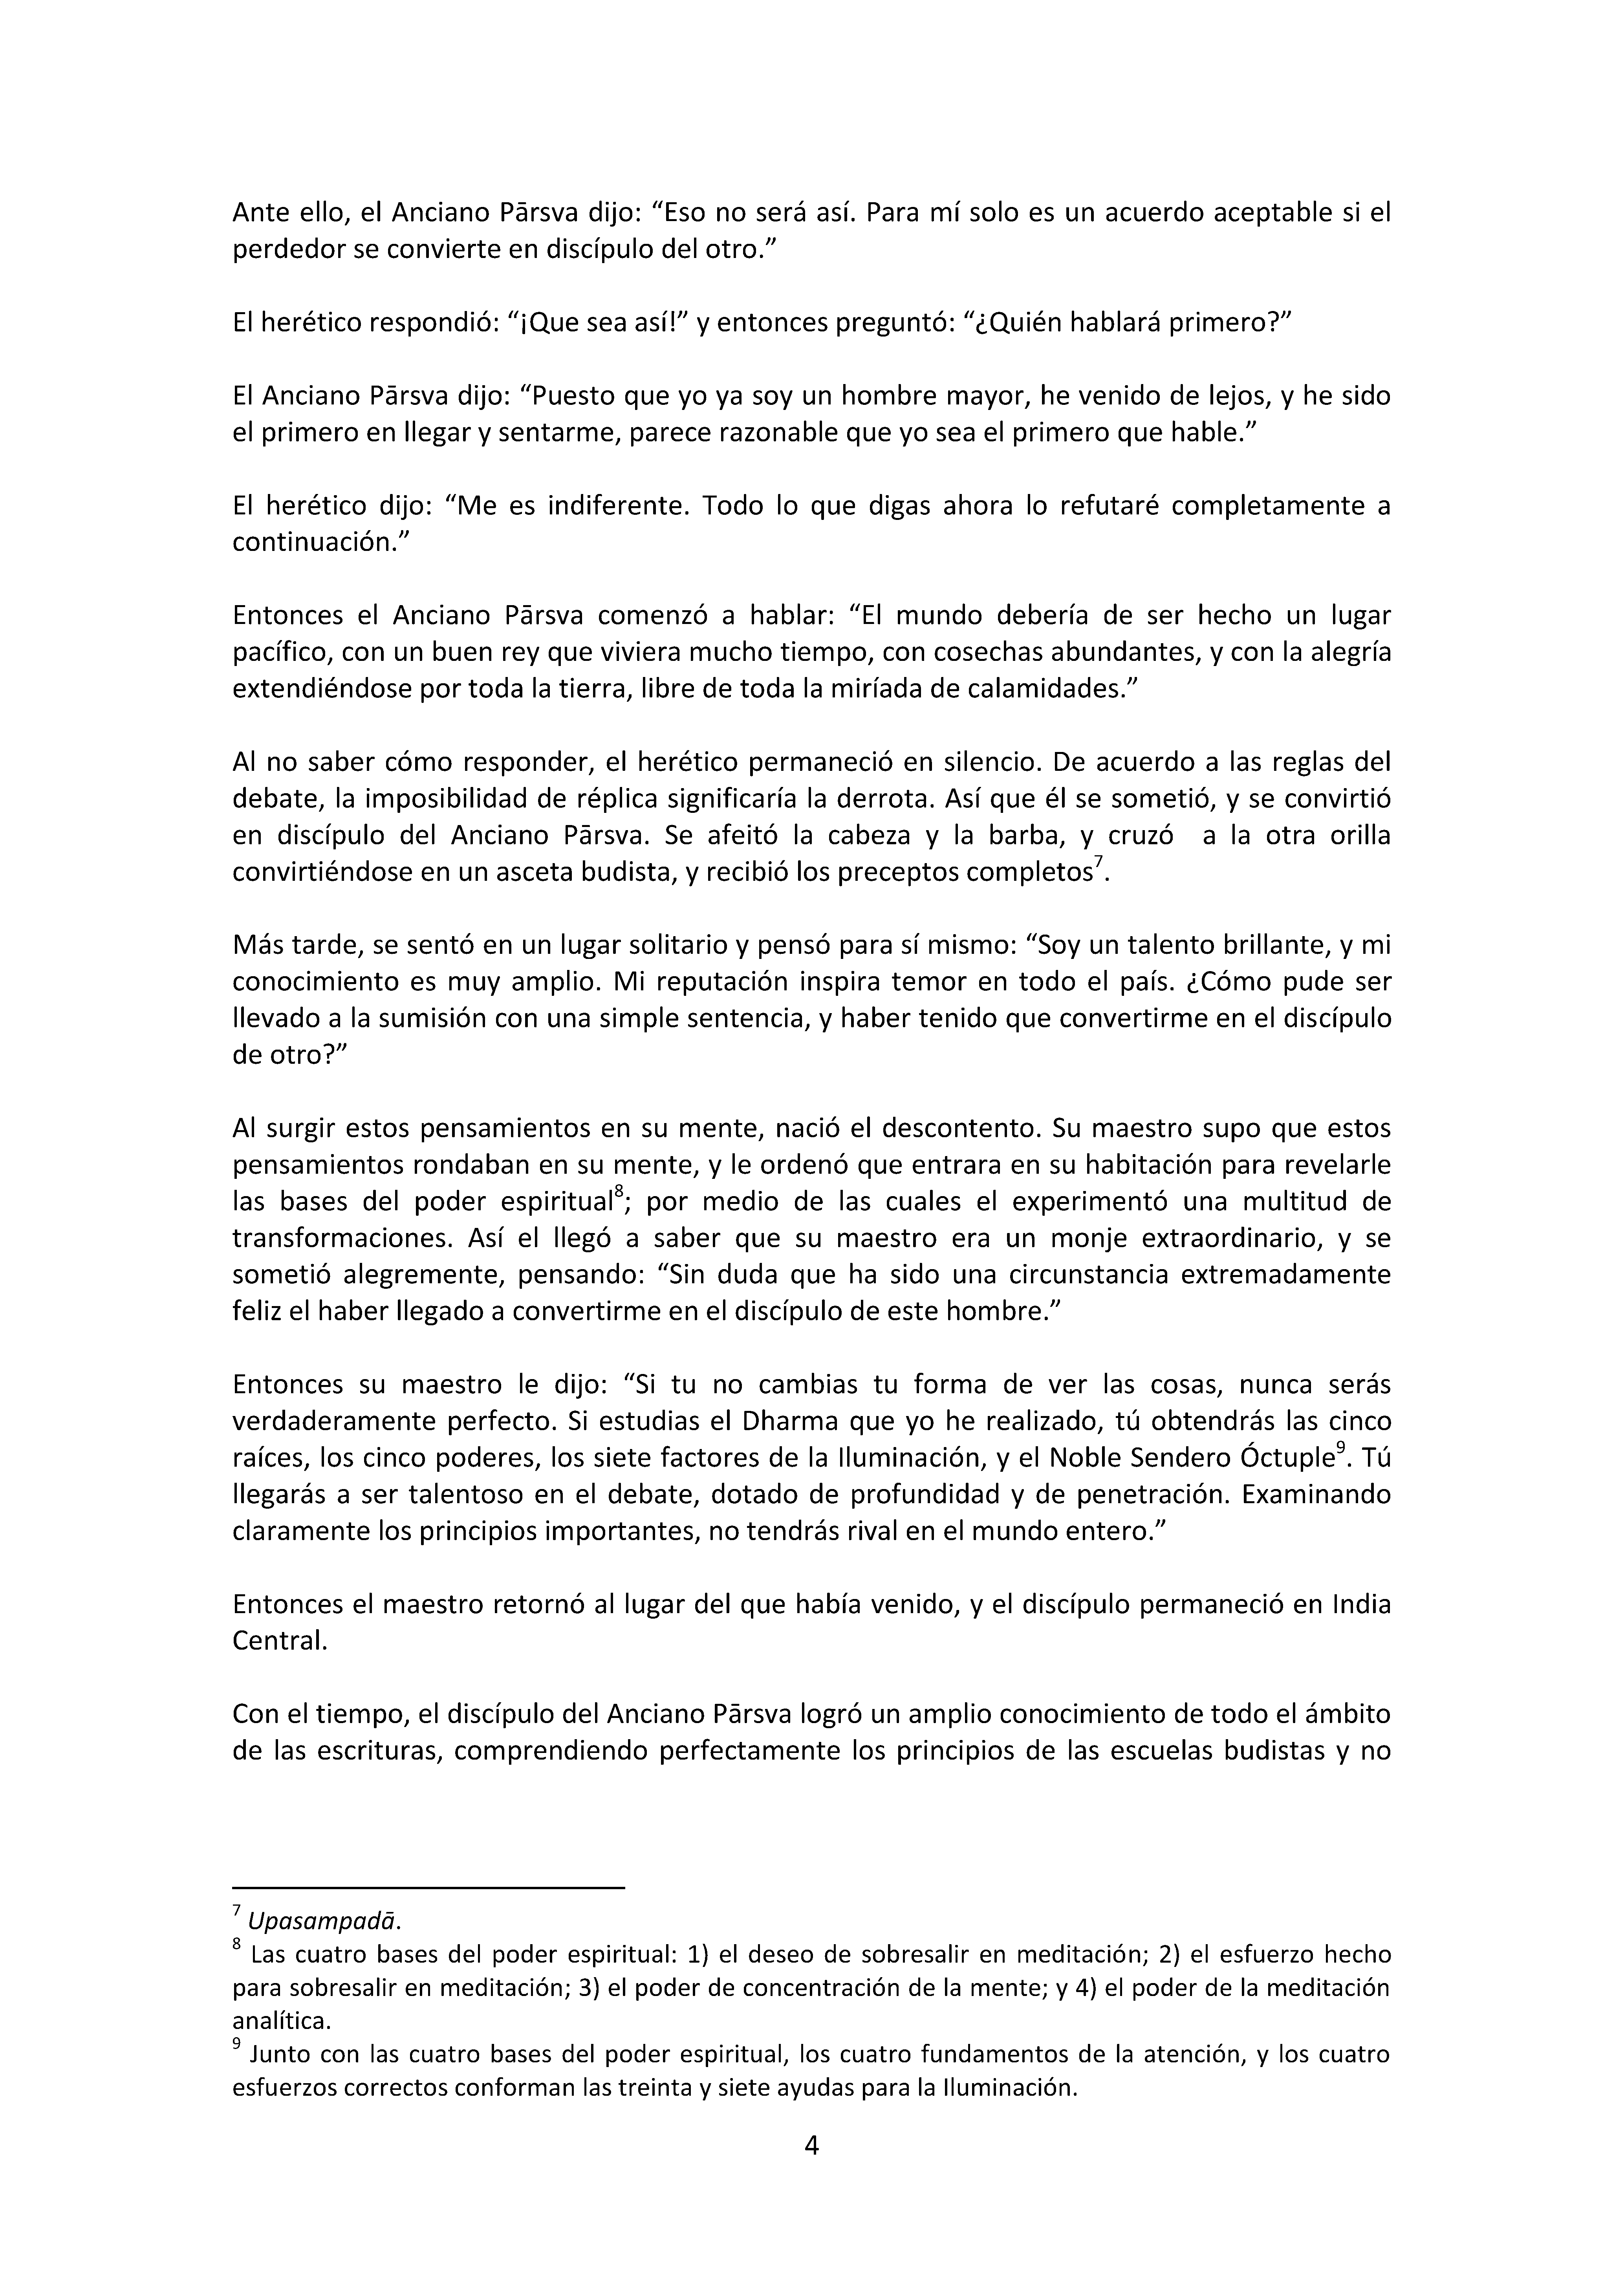 Ante ello, el Anciano Pārsva dijo: “Eso no será así. Para mí solo es un acuerdo aceptable si el
perdedor se convierte en discípulo del otro.”
El herético respondió: “¡Que sea así!” y entonces preguntó: “¿Quién hablará primero?”
El Anciano Pārsva dijo: “Puesto que yo ya soy un hombre mayor, he venido de lejos, y he sido
el primero en llegar y sentarme, parece razonable que yo sea el primero que hable.”
El herético dijo: “Me es indiferente. Todo lo que digas ahora lo refutaré completamente a
continuación.”
Entonces el Anciano Pārsva comenzó a hablar: “El mundo debería de ser hecho un lugar
pacífico, con un buen rey que viviera mucho tiempo, con cosechas abundantes, y con la alegría
extendiéndose por toda la tierra, libre de toda la miríada de calamidades.”
Al no saber cómo responder, el herético permaneció en silencio. De acuerdo a las reglas del
debate, la imposibilidad de réplica significaría la derrota. Así que él se sometió, y se convirtió
en discípulo del Anciano Pārsva. Se afeitó la cabeza y la barba, y cruzó  a la otra orilla
convirtiéndose en un asceta budista, y recibió los preceptos completos⁷.
Más tarde, se sentó en un lugar solitario y pensó para sí mismo: “Soy un talento brillante, y mi
conocimiento es muy amplio. Mi reputación inspira temor en todo el país. ¿Cómo pude ser
llevado a la sumisión con una simple sentencia, y haber tenido que convertirme en el discípulo
de otro?”
Al surgir estos pensamientos en su mente, nació el descontento. Su maestro supo que estos
pensamientos rondaban en su mente, y le ordenó que entrara en su habitación para revelarle
las bases del poder espiritual⁸; por medio de las cuales el experimentó una multitud de
transformaciones. Así el llegó a saber que su maestro era un monje extraordinario, y se
sometió alegremente, pensando: “Sin duda que ha sido una circunstancia extremadamente
feliz el haber llegado a convertirme en el discípulo de este hombre.”
Entonces su maestro le dijo: “Si tu no cambias tu forma de ver las cosas, nunca serás
verdaderamente perfecto. Si estudias el Dharma que yo he realizado, tú obtendrás las cinco
raíces, los cinco poderes, los siete factores de la Iluminación, y el Noble Sendero Óctuple⁹. Tú
llegarás a ser talentoso en el debate, dotado de profundidad y de penetración. Examinando
claramente los principios importantes, no tendrás rival en el mundo entero.”
Entonces el maestro retornó al lugar del que había venido, y el discípulo permaneció en India
Central.
Con el tiempo, el discípulo del Anciano Pārsva logró un amplio conocimiento de todo el ámbito
de las escrituras, comprendiendo perfectamente los principios de las escuelas budistas y no
⁷ Upasampadā.
⁸ Las cuatro bases del poder espiritual: 1) el deseo de sobresalir en meditación; 2) el esfuerzo hecho
para sobresalir en meditación; 3) el poder de concentración de la mente; y 4) el poder de la meditación
analítica.
⁹ Junto con las cuatro bases del poder espiritual, los cuatro fundamentos de la atención, y los cuatro
esfuerzos correctos conforman las treinta y siete ayudas para la Iluminación.
4